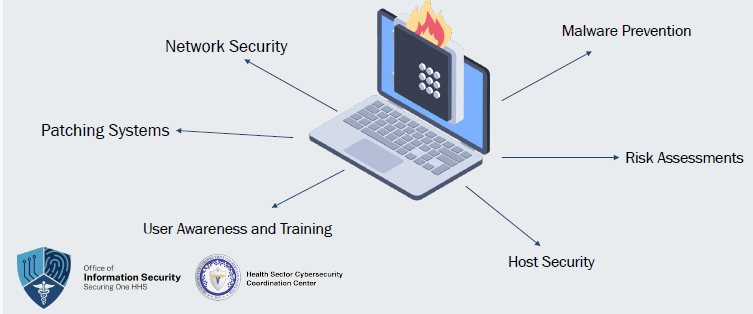 Malware Prevention
Network Security
Patching Systems
Risk Assessments
User Awareness and Training
Host Security
Office of
Information Security
Securing One HHS
Health Sector Cybersecurity
Coordination Center